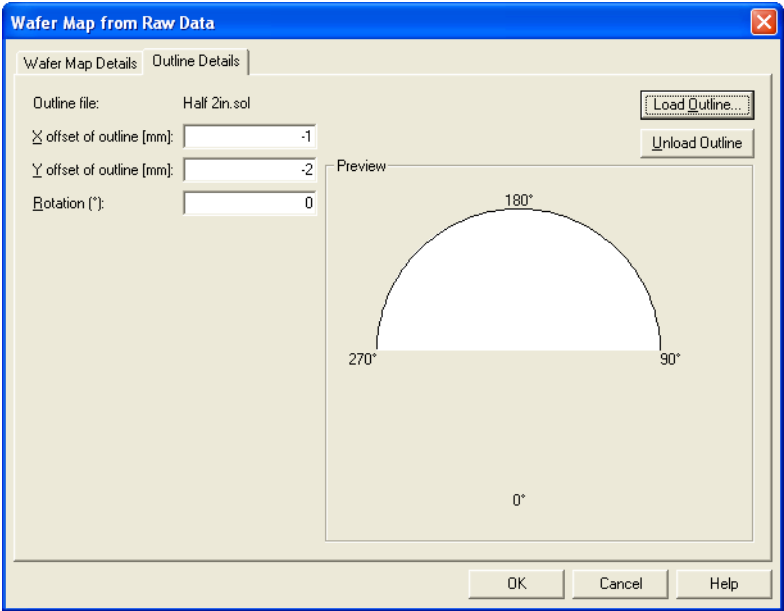 Wafer Map from Raw Data
Wafer Map Details Outline Details
Outline file: Half 2in.sol
Load Outline...
X offset of outline [mm]: -1
Unload Outline
Y offset of outline [mm]: -2
Preview
Rotation (°): 0
180°
270° 90°
0°
OK Cancel Help